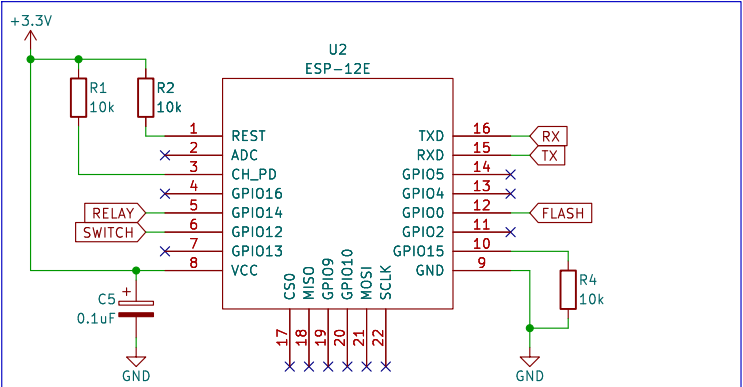 +3.3V
U2
ESP-12E
R1
10k
R2
10k
1 REST
2 ADC
3 CH_PD
4 GPIO16
RELAY 5 GPIO14
SWITCH 6 GPIO12
7 GPIO13
8 VCC
TXD 16 RX
RXD 15 TX
GPIO5 14
GPIO4 13
GPIO0 12 FLASH
GPIO2 11
GPIO15 10
GND 9
CS0 17
MISO 18
GPIO9 19
GPIO10 20
MOSI 21
SCLK 22
+
C5
0.1uF
GND
R4
10k
GND